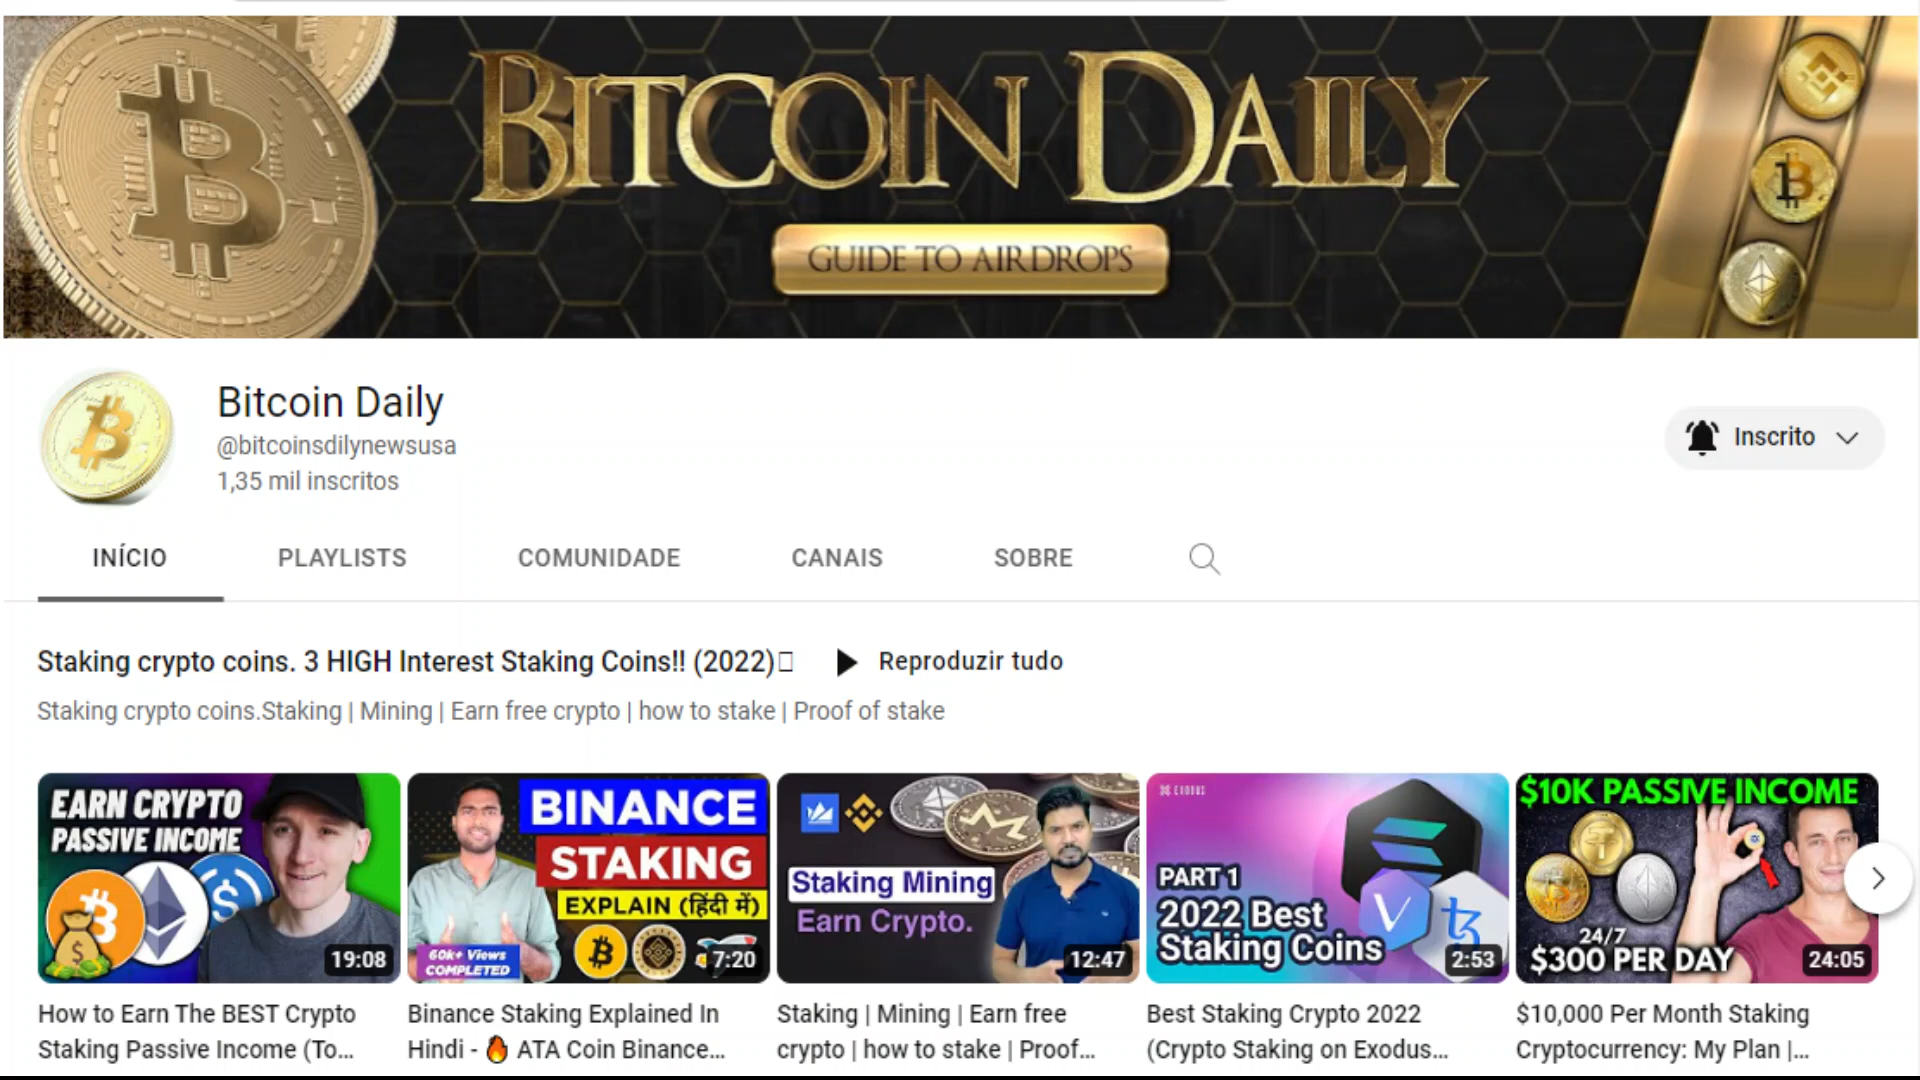 BITCOIN DAILY
GUIDE TO AIRDROPS
Bitcoin Daily
@bitcoinsdilynewsusa
1,35 mil inscritos
Inscrito
INÍCIO
PLAYLISTS
COMUNIDADE
CANAIS
SOBRE
Staking crypto coins. 3 HIGH Interest Staking Coins!! (2022)
Reproduzir tudo
Staking crypto coins.Staking | Mining | Earn free crypto | how to stake | Proof of stake
EARN CRYPTO
PASSIVE INCOME
19:08
BINANCE
STAKING
EXPLAIN (हिंदी में)
60k+ Views
COMPLETED
7:20
Staking Mining
Earn Crypto.
12:47
EXODUS
PART 1
2022 Best
Staking Coins
2:53
$10K PASSIVE INCOME
24/7
$300 PER DAY
24:05
How to Earn The BEST Crypto
Staking Passive Income (To...
Binance Staking Explained In
Hindi - 🔥 ATA Coin Binance...
Staking | Mining | Earn free
crypto | how to stake | Proof...
Best Staking Crypto 2022
(Crypto Staking on Exodus...
$10,000 Per Month Staking
Cryptocurrency: My Plan |...